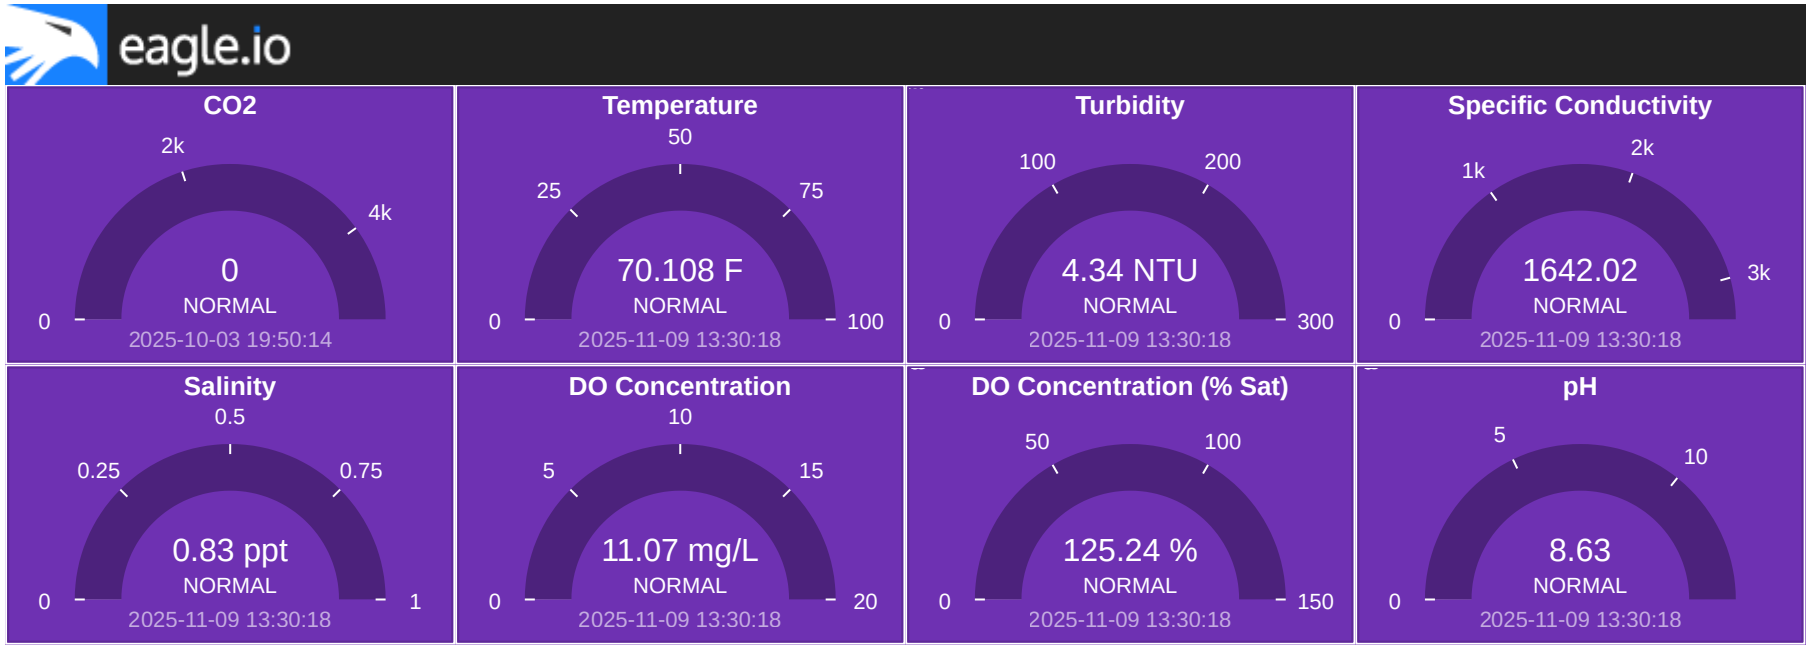 eagle.io
CO2
2k
4k
0
0
NORMAL
2025-10-03 19:50:14
Temperature
50
25
75
70.108 F
NORMAL
0
100
2025-11-09 13:30:18
Turbidity
100
200
4.34 NTU
NORMAL
0
300
2025-11-09 13:30:18
Specific Conductivity
2k
1k
3k
1642.02
NORMAL
0
2025-11-09 13:30:18
Salinity
0.5
0.25
0.75
0.83 ppt
NORMAL
0
1
2025-11-09 13:30:18
DO Concentration
10
5
15
11.07 mg/L
NORMAL
0
20
2025-11-09 13:30:18
DO Concentration (% Sat)
50
100
125.24 %
NORMAL
0
150
2025-11-09 13:30:18
pH
5
10
8.63
NORMAL
0
2025-11-09 13:30:18